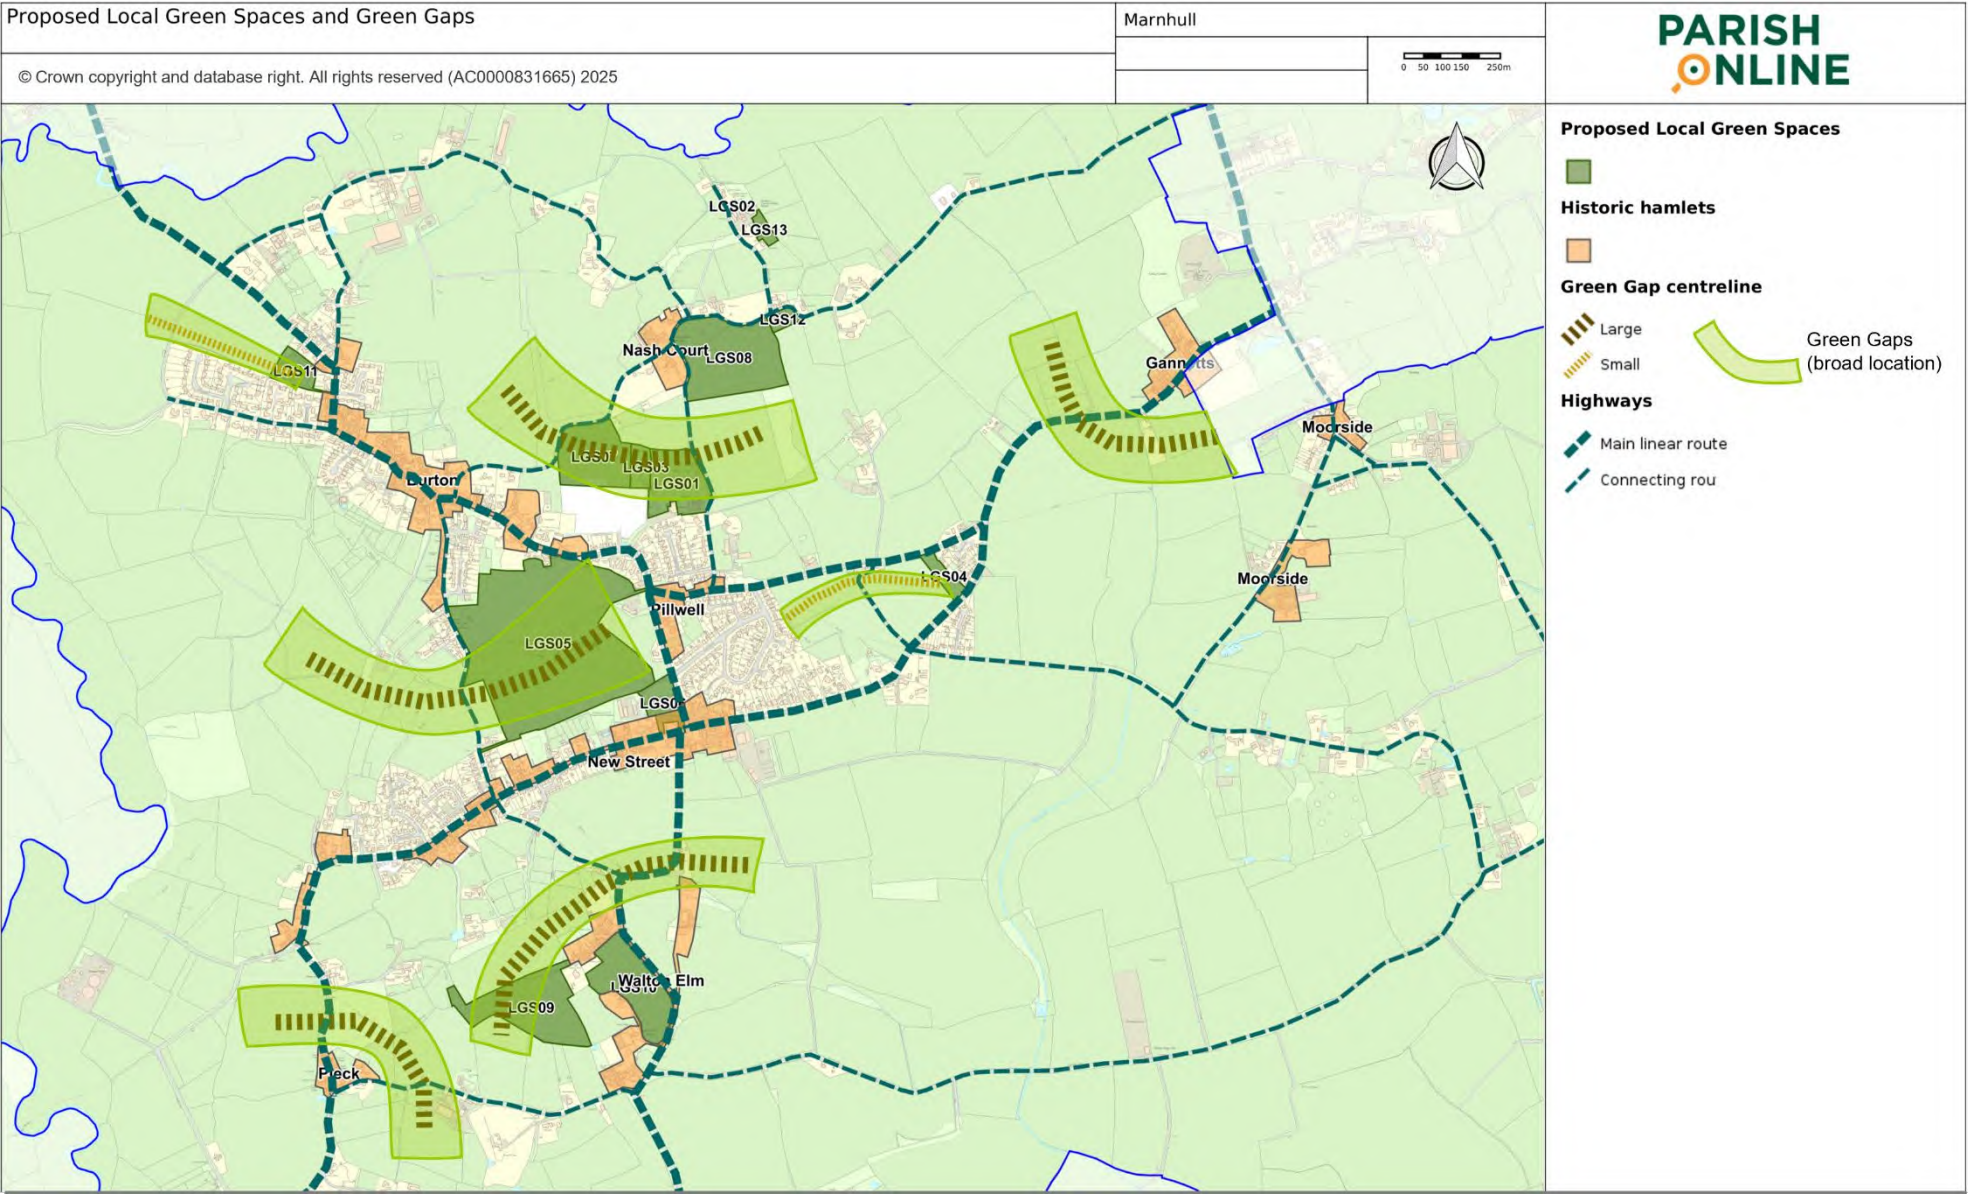 Proposed Local Green Spaces and Green Gaps
© Crown copyright and database right. All rights reserved (AC0000831665) 2025
Marnhull
0 50 100 150 250m
PARISH
ONLINE
Proposed Local Green Spaces
Historic hamlets
Green Gap centreline
Large
Small
Green Gaps
(broad location)
Highways
Main linear route
Connecting rou
LGS02
LGS13
LGS12
Nash Court
LGS08
LGS11
Gannetts
Moorside
LGS03
LGS01
Burton
LGS04
Moorside
Pillwell
LGS05
New Street
Walton Elm
LGS10
LGS09
Pleck